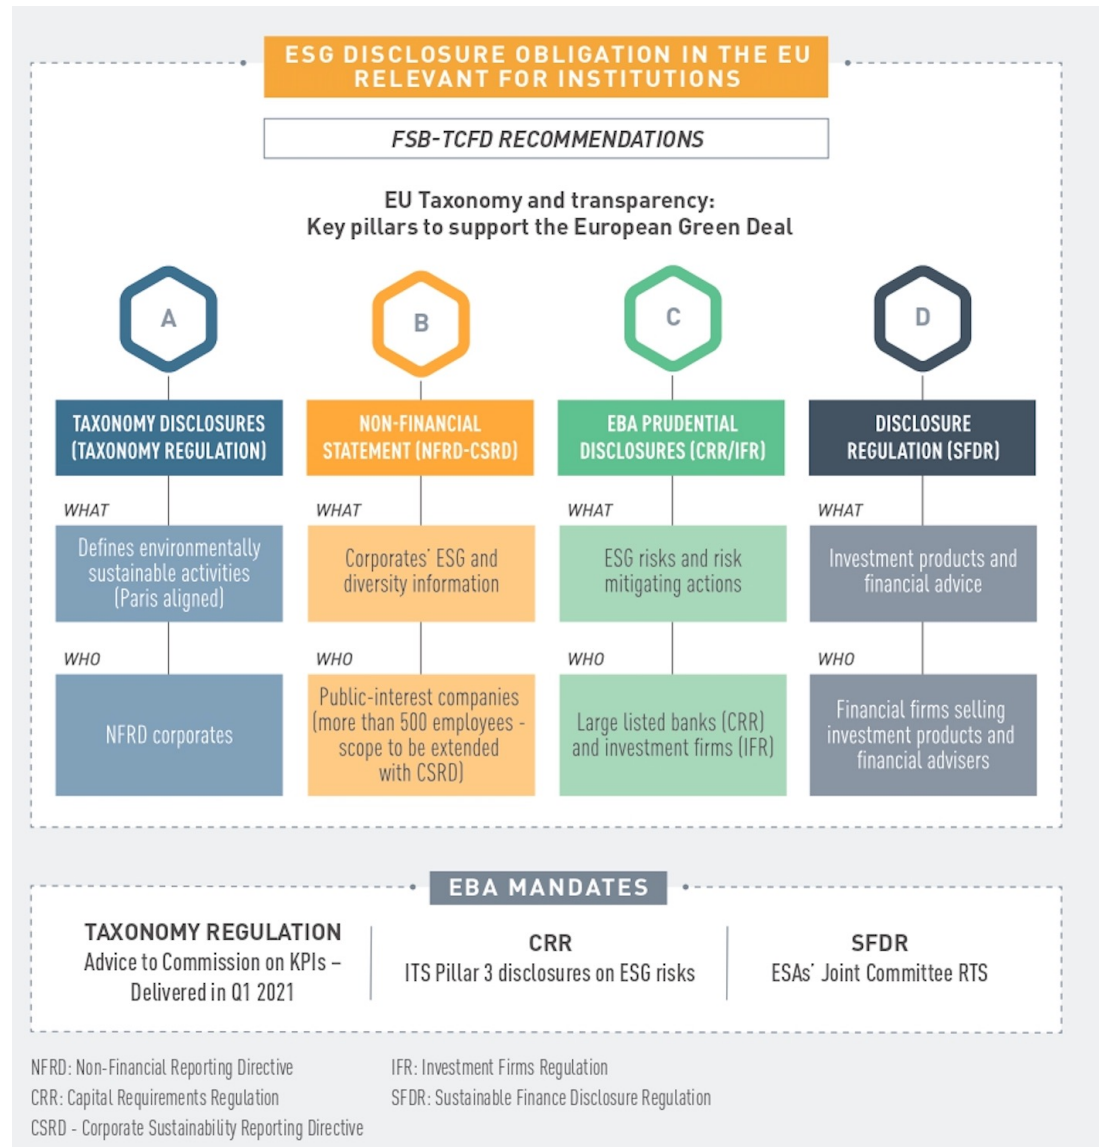 ESG DISCLOSURE OBLIGATION IN THE EU
RELEVANT FOR INSTITUTIONS
FSB-TCFD RECOMMENDATIONS
EU Taxonomy and transparency:
Key pillars to support the European Green Deal
A
TAXONOMY DISCLOSURES
(TAXONOMY REGULATION)
WHAT
Defines environmentally
sustainable activities
(Paris aligned)
WHO
NFRD corporates
B
NON-FINANCIAL
STATEMENT (NFRD-CSRD)
WHAT
Corporates' ESG and
diversity information
WHO
Public-interest companies
(more than 500 employees -
scope to be extended
with CSRD)
C
EBA PRUDENTIAL
DISCLOSURES (CRR/IFR)
WHAT
ESG risks and risk
mitigating actions
WHO
Large listed banks (CRR)
and investment firms (IFR)
D
DISCLOSURE
REGULATION (SFDR)
WHAT
Investment products and
financial advice
WHO
Financial firms selling
investment products and
financial advisers
EBA MANDATES
TAXONOMY REGULATION
Advice to Commission on KPIs –
Delivered in Q1 2021
CRR
ITS Pillar 3 disclosures on ESG risks
SFDR
ESAs' Joint Committee RTS
NFRD: Non-Financial Reporting Directive
CRR: Capital Requirements Regulation
CSRD - Corporate Sustainability Reporting Directive
IFR: Investment Firms Regulation
SFDR: Sustainable Finance Disclosure Regulation